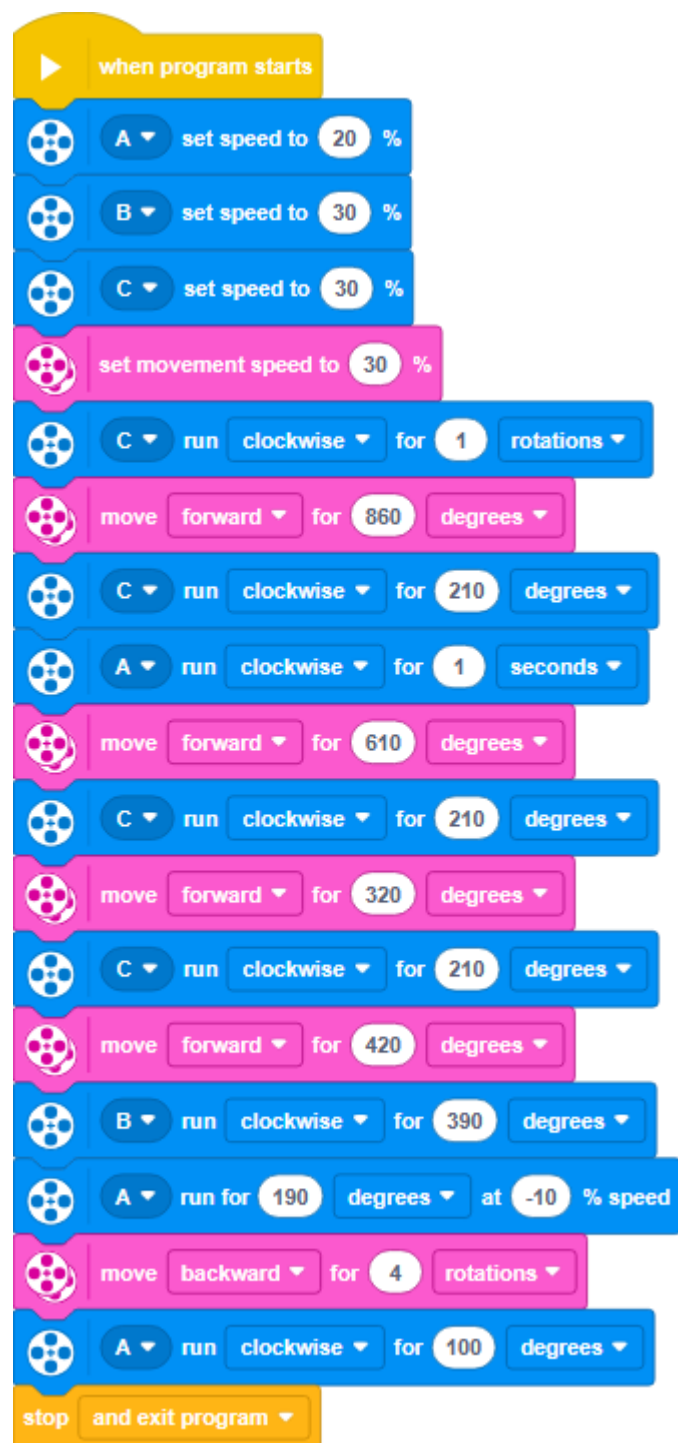 when program starts
A set speed to 20 %
B set speed to 30 %
C set speed to 30 %
set movement speed to 30 %
C run clockwise for 1 rotations
move forward for 860 degrees
C run clockwise for 210 degrees
A run clockwise for 1 seconds
move forward for 610 degrees
C run clockwise for 210 degrees
move forward for 320 degrees
C run clockwise for 210 degrees
move forward for 420 degrees
B run clockwise for 390 degrees
A run for 190 degrees at -10 % speed
move backward for 4 rotations
A run clockwise for 100 degrees
stop and exit program